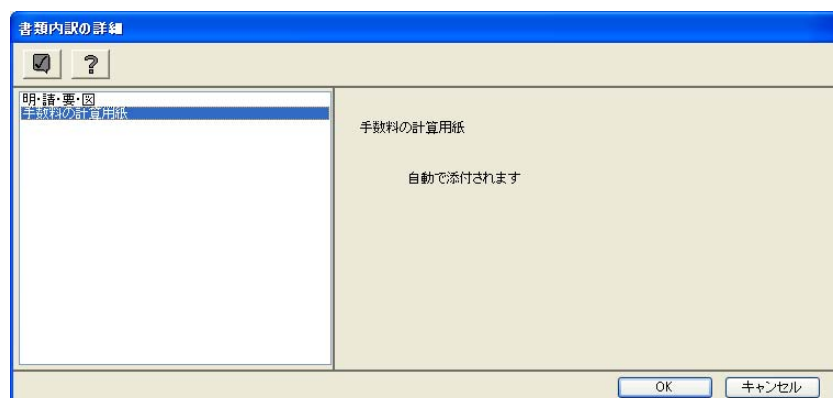 書類内訳の詳細
?
明・請・要・図
手数料の計算用紙
手数料の計算用紙
自動で添付されます
OK
キャンセル